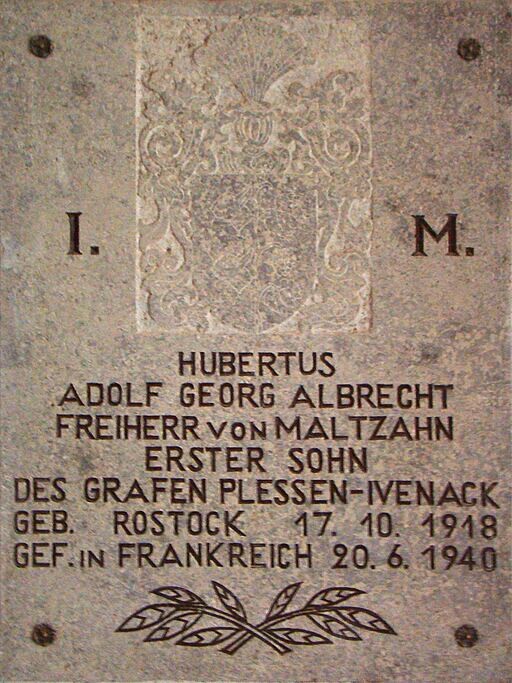 I. M.
HUBERTUS
ADOLF GEORG ALBRECHT
FREIHERR von MALTZAHN
ERSTER SOHN
DES GRAFEN PLESSEN-IVENACK
GEB. ROSTOCK 17. 10. 1918
GEF. in FRANKREICH 20. 6. 1940